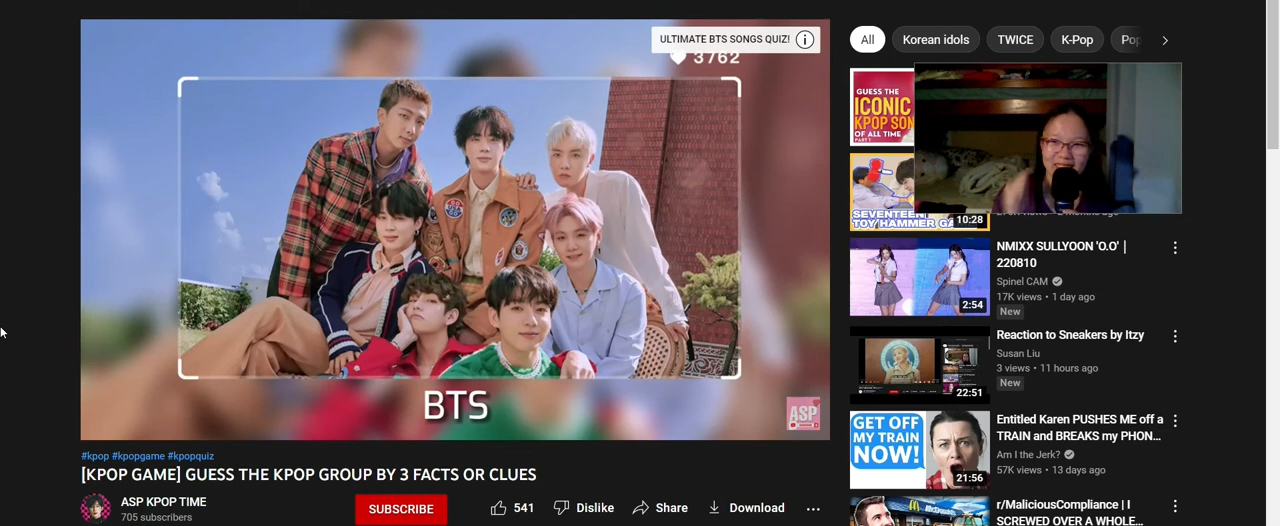 ULTIMATE BTS SONGS QUIZ!
3762
BTS
ASP
#kpop #kpopgame #kpopquiz
[KPOP GAME] GUESS THE KPOP GROUP BY 3 FACTS OR CLUES
ASP KPOP TIME
705 subscribers
SUBSCRIBE
541
Dislike
Share
Download
All
Korean idols
TWICE
K-Pop
Pop
GUESS THE
ICONIC
KPOP SON
OF ALL TIME
PART 1
SEVENTEEN
TOY HAMMER GA
10:28
2:54
NMIXX SULLYOON 'O.O' |
220810
Spinel CAM
17K views • 1 day ago
New
22:51
Reaction to Sneakers by Itzy
Susan Liu
3 views • 11 hours ago
New
GET OFF
MY TRAIN
NOW!
21:56
Entitled Karen PUSHES ME off a
TRAIN and BREAKS my PHON...
Am I the Jerk?
57K views • 13 days ago
McDonald's
r/MaliciousCompliance | I
SCREWED OVER A WHOLE...